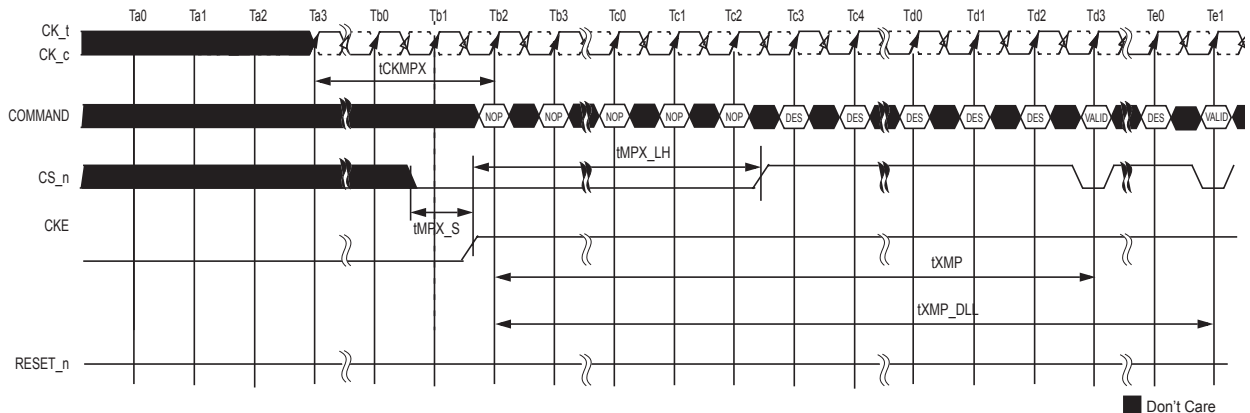 Ta0 Ta1 Ta2 Ta3 Tb0 Tb1 Tb2 Tb3 Tc0 Tc1 Tc2 Tc3 Tc4 Td0 Td1 Td2 Td3 Te0 Te1
CK_t
CK_c
tCKMPX
COMMAND NOP NOP NOP NOP NOP DES DES DES DES DES VALID DES VALID
tMPX_LH
CS_n
tMPX_S
CKE
tXMP
tXMP_DLL
RESET_n
Don't Care